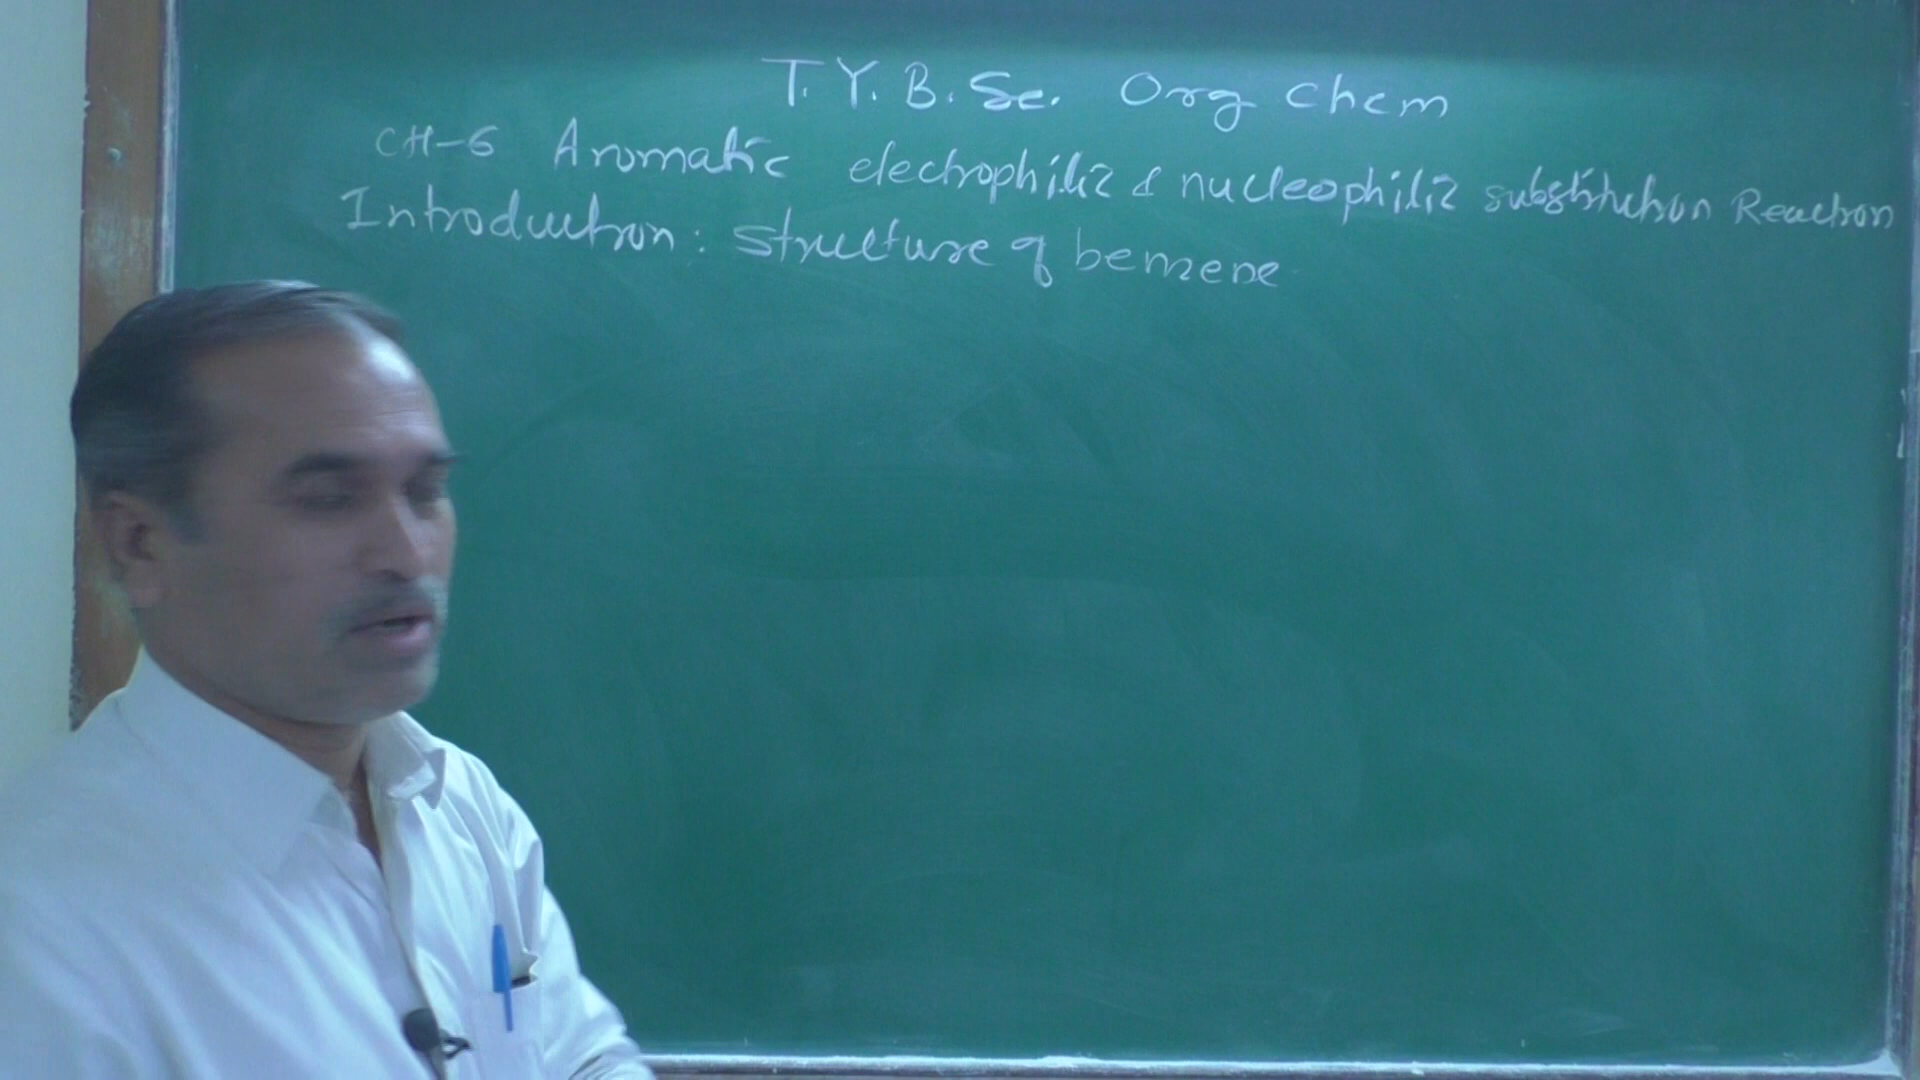 T.Y.B.Sc. Org Chem
CH-6 Aromatic electrophilic & nucleophilic substitution Reaction
Introduction: Structure of benzene